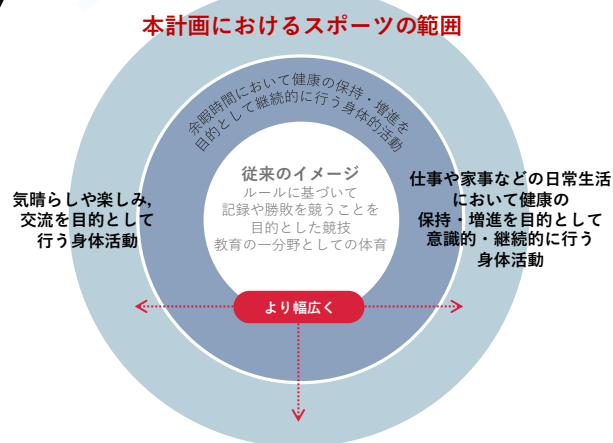 本計画におけるスポーツの範囲
余暇時間において健康の保持・増進を
目的として継続的に行う身体的活動
従来のイメージ
ルールに基づいて
記録や勝敗を競うことを
目的とした競技
教育の一分野としての体育
気晴らしや楽しみ,
交流を目的として
行う身体活動
仕事や家事などの日常生活
において健康の
保持・増進を目的として
意識的・継続的に行う
身体活動
より幅広く